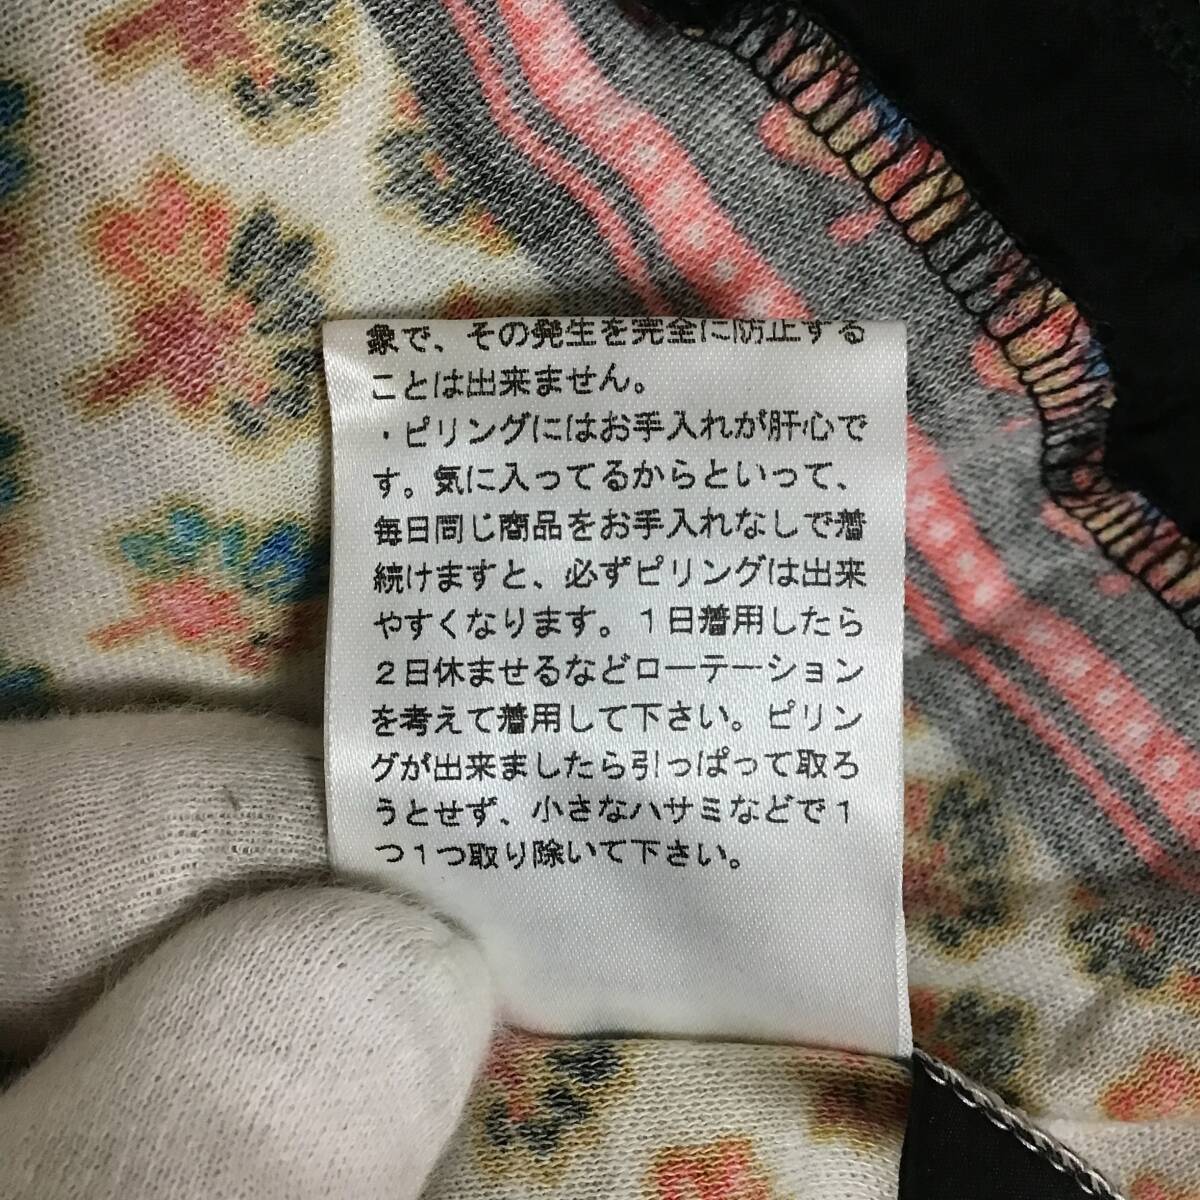 象で、その発生を完全に防止する
ことは出来ません。
・ピリングにはお手入れが肝心で
す。気に入ってるからといって、
毎日同じ商品をお手入れなしで着
続けますと、必ずピリングは出来
やすくなります。１日着用したら
２日休ませるなどローテーション
を考えて着用して下さい。ピリン
グが出来ましたら引っぱって取ろ
うとせず、小さなハサミなどで１
つ１つ取り除いて下さい。